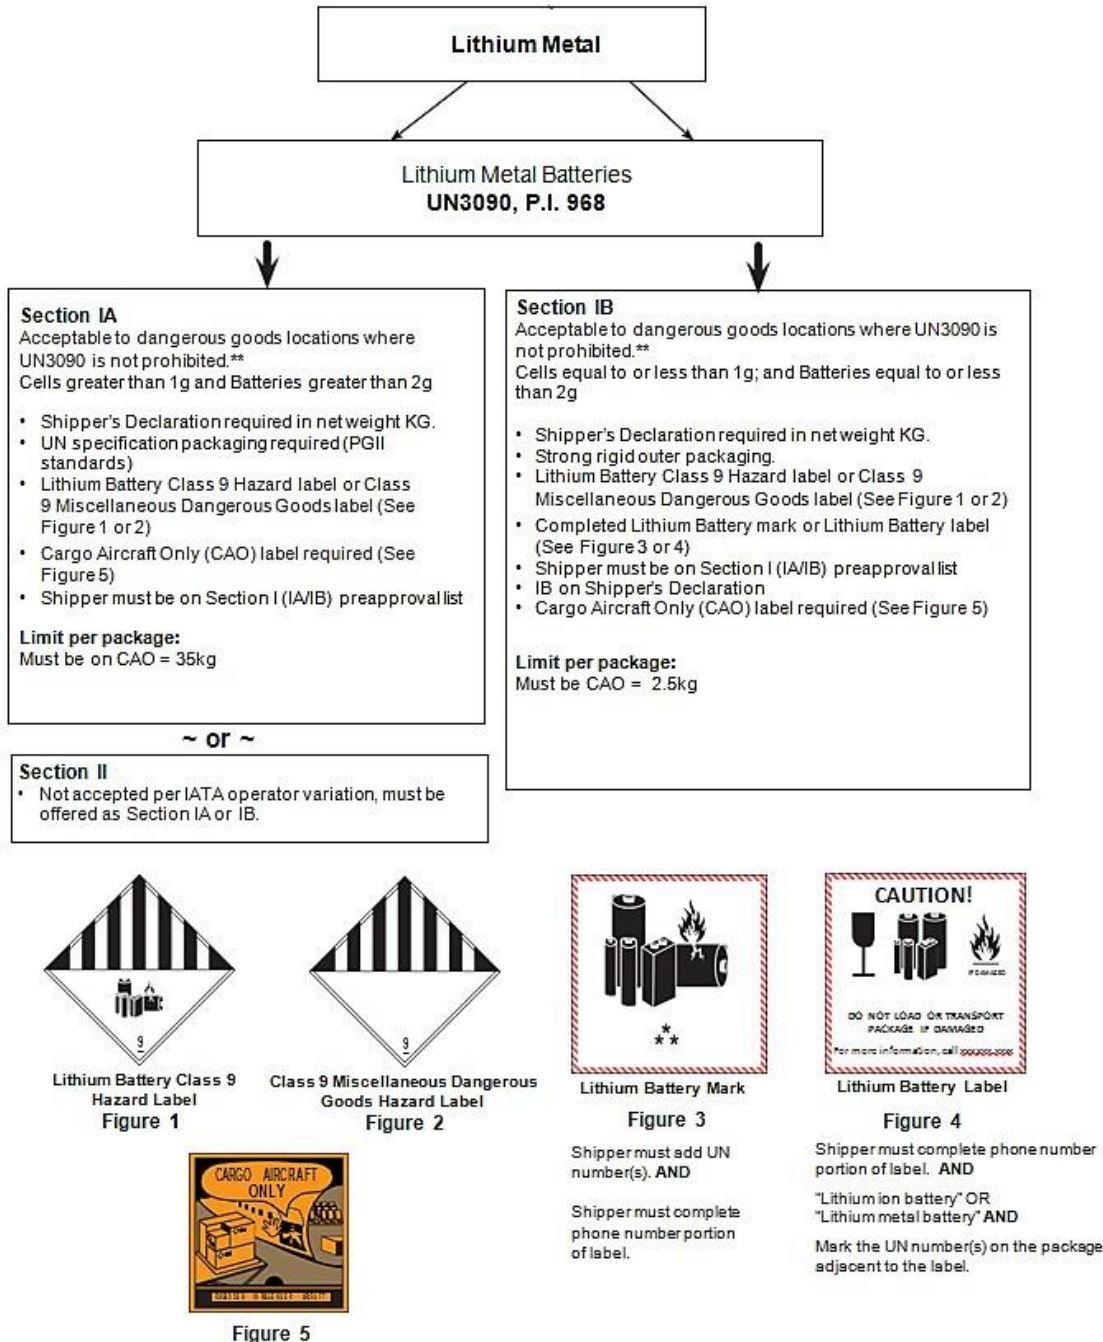 Lithium Metal
Lithium Metal Batteries
UN3090, P.I. 968
Section IA
Acceptable to dangerous goods locations where
UN3090 is not prohibited.**
Cells greater than 1g and Batteries greater than 2g
• Shipper's Declaration required in net weight KG.
• UN specification packaging required (PGII
standards)
• Lithium Battery Class 9 Hazard label or Class
9 Miscellaneous Dangerous Goods label (See
Figure 1 or 2)
• Cargo Aircraft Only (CAO) label required (See
Figure 5)
• Shipper must be on Section I (IA/IB) preapproval list
Limit per package:
Must be on CAO = 35kg
~ or ~
Section II
• Not accepted per IATA operator variation, must be
offered as Section IA or IB.
Section IB
Acceptable to dangerous goods locations where UN3090 is
not prohibited.**
Cells equal to or less than 1g; and Batteries equal to or less
than 2g
• Shipper's Declaration required in net weight KG.
• Strong rigid outer packaging.
• Lithium Battery Class 9 Hazard label or Class 9
Miscellaneous Dangerous Goods label (See Figure 1 or 2)
• Completed Lithium Battery mark or Lithium Battery label
(See Figure 3 or 4)
• Shipper must be on Section I (IA/IB) preapproval list
• IB on Shipper's Declaration
• Cargo Aircraft Only (CAO) label required (See Figure 5)
Limit per package:
Must be CAO = 2.5kg
9
Lithium Battery Class 9
Hazard Label
Figure 1
9
Class 9 Miscellaneous Dangerous
Goods Hazard Label
Figure 2
*
**
Lithium Battery Mark
Figure 3
Shipper must add UN
number(s). AND
Shipper must complete
phone number portion
of label.
CAUTION!
IF DAMAGED
DO NOT LOAD OR TRANSPORT
PACKAGE IF DAMAGED
For more information, call xxx.xxx.xxxx
Lithium Battery Label
Figure 4
Shipper must complete phone number
portion of label. AND
"Lithium ion battery" OR
"Lithium metal battery" AND
Mark the UN number(s) on the package
adjacent to the label.
CARGO AIRCRAFT
ONLY
Figure 5